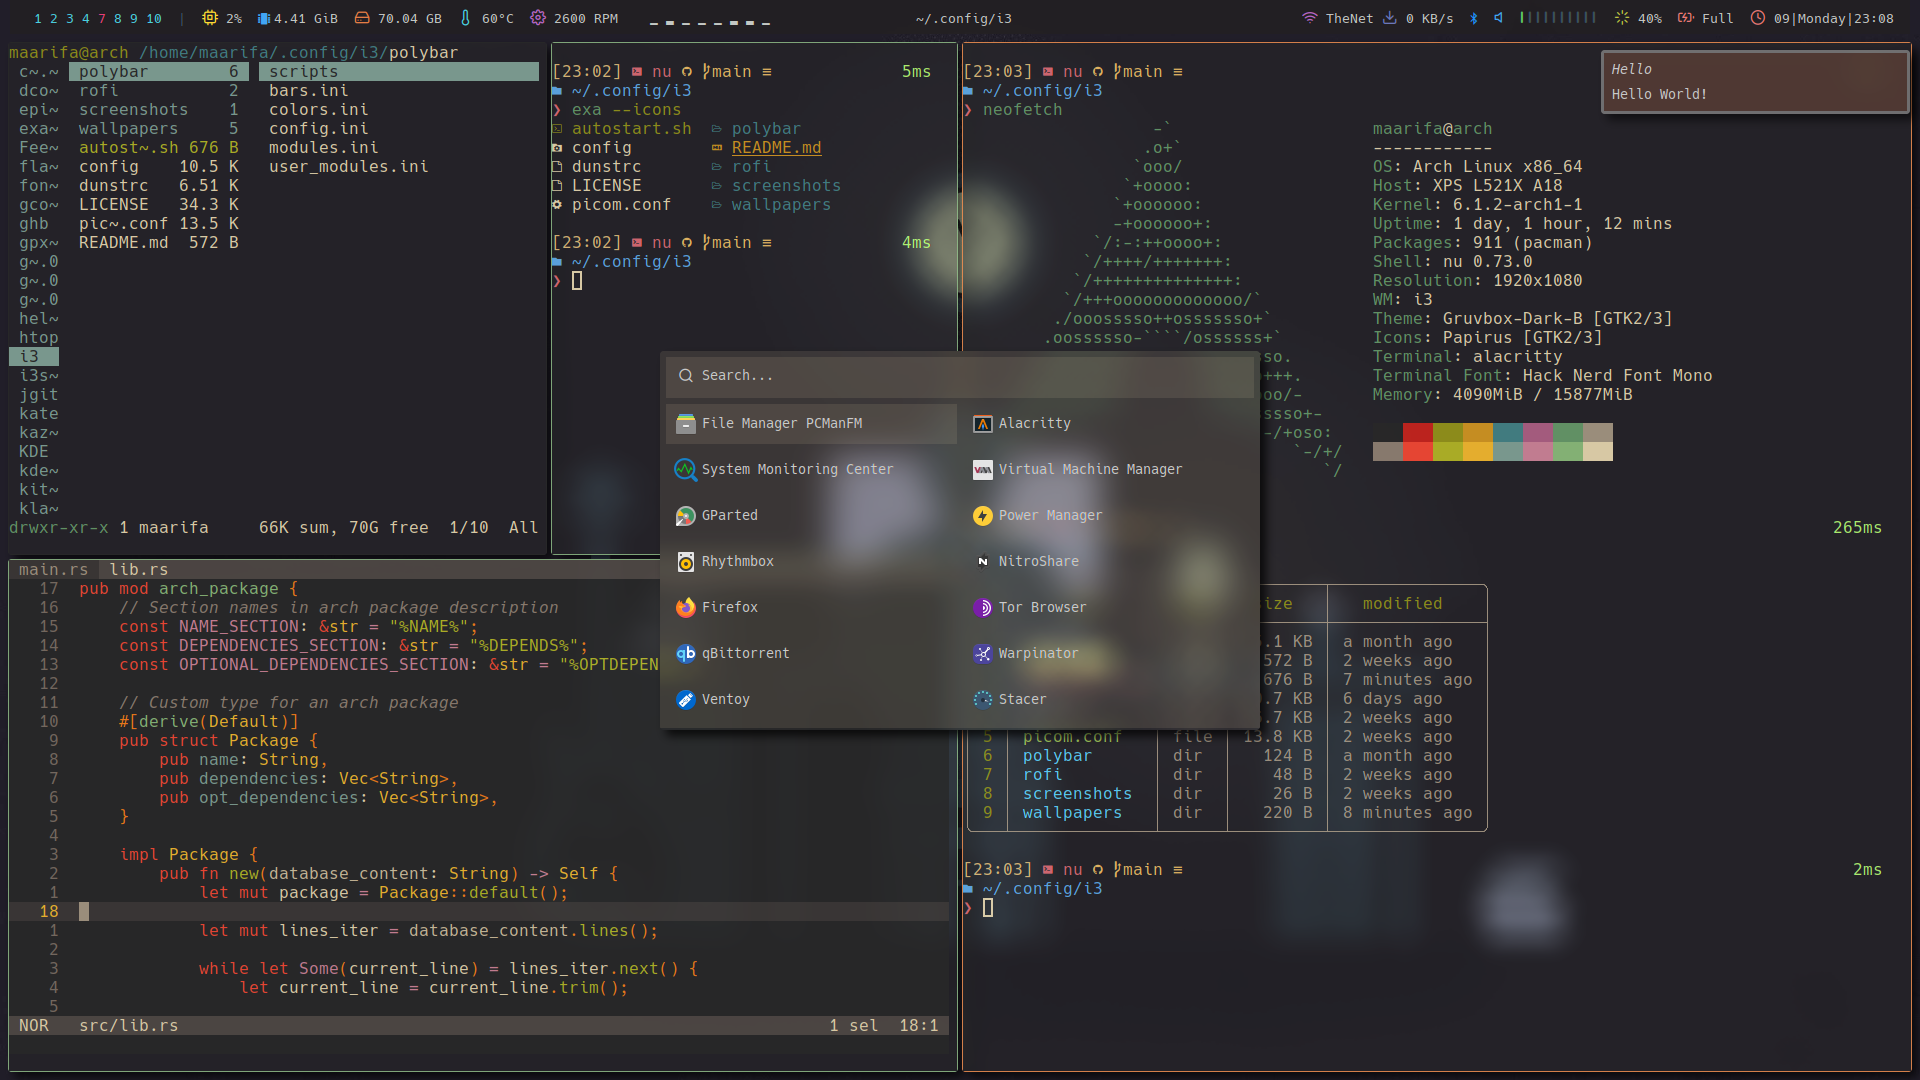 1 2 3 4 7 8 9 10 | 2% 4.41 GiB 70.04 GB 60°C 2600 RPM ~/.config/i3 TheNet 0 KB/s 40% Full 09|Monday|23:08
maarifa@arch /home/maarifa/.config/i3/polybar
c~.~ polybar 6 scripts
dco~ rofi 2 bars.ini
epi~ screenshots 1 colors.ini
exa~ wallpapers 5 config.ini
Fee~ autost~.sh 676 B modules.ini
fla~ config 10.5 K user_modules.ini
fon~ dunstrc 6.51 K
gco~ LICENSE 34.3 K
ghb pic~.conf 13.5 K
gpx~ README.md 572 B
g~.0
g~.0
g~.0
hel~
htop
i3
i3s~
jgit
kate
kaz~
KDE
kde~
kit~
kla~
drwxr-xr-x 1 maarifa 66K sum, 70G free 1/10 All
[23:02] nu main ≡ 5ms
~/.config/i3
❯ exa --icons
autostart.sh polybar
config README.md
dunstrc rofi
LICENSE screenshots
picom.conf wallpapers
[23:02] nu main ≡ 4ms
~/.config/i3
❯
[23:03] nu main ≡
~/.config/i3
❯ neofetch
-`
.o+`
`ooo/
`+oooo:
`+oooooo:
-+oooooo+:
`/:-:++oooo+:
`/++++/+++++++:
`/++++++++++++++:
`/+++ooooooooooooo/`
./ooosssso++osssssso+`
.oossssso-````/ossssss+`
sso.
+++.
oo/-
ssso+-
-/+oso:
`-/+/
`/
maarifa@arch
------------
OS: Arch Linux x86_64
Host: XPS L521X A18
Kernel: 6.1.2-arch1-1
Uptime: 1 day, 1 hour, 12 mins
Packages: 911 (pacman)
Shell: nu 0.73.0
Resolution: 1920x1080
WM: i3
Theme: Gruvbox-Dark-B [GTK2/3]
Icons: Papirus [GTK2/3]
Terminal: alacritty
Terminal Font: Hack Nerd Font Mono
Memory: 4090MiB / 15877MiB
265ms
Hello
Hello World!
Search...
File Manager PCManFM Alacritty
System Monitoring Center Virtual Machine Manager
GParted Power Manager
Rhythmbox NitroShare
Firefox Tor Browser
qBittorrent Warpinator
Ventoy Stacer
ize modified
.1 KB a month ago
572 B 2 weeks ago
676 B 7 minutes ago
.7 KB 6 days ago
.7 KB 2 weeks ago
5 picom.conf file 13.8 KB 2 weeks ago
6 polybar dir 124 B a month ago
7 rofi dir 48 B 2 weeks ago
8 screenshots dir 26 B 2 weeks ago
9 wallpapers dir 220 B 8 minutes ago
[23:03] nu main ≡ 2ms
~/.config/i3
❯
main.rs lib.rs
17 pub mod arch_package {
16 // Section names in arch package description
15 const NAME_SECTION: &str = "%NAME%";
14 const DEPENDENCIES_SECTION: &str = "%DEPENDS%";
13 const OPTIONAL_DEPENDENCIES_SECTION: &str = "%OPTDEPEN
12
11 // Custom type for an arch package
10 #[derive(Default)]
9 pub struct Package {
8 pub name: String,
7 pub dependencies: Vec<String>,
6 pub opt_dependencies: Vec<String>,
5 }
4
3 impl Package {
2 pub fn new(database_content: String) -> Self {
1 let mut package = Package::default();
18
1 let mut lines_iter = database_content.lines();
2
3 while let Some(current_line) = lines_iter.next() {
4 let current_line = current_line.trim();
5
NOR src/lib.rs 1 sel 18:1